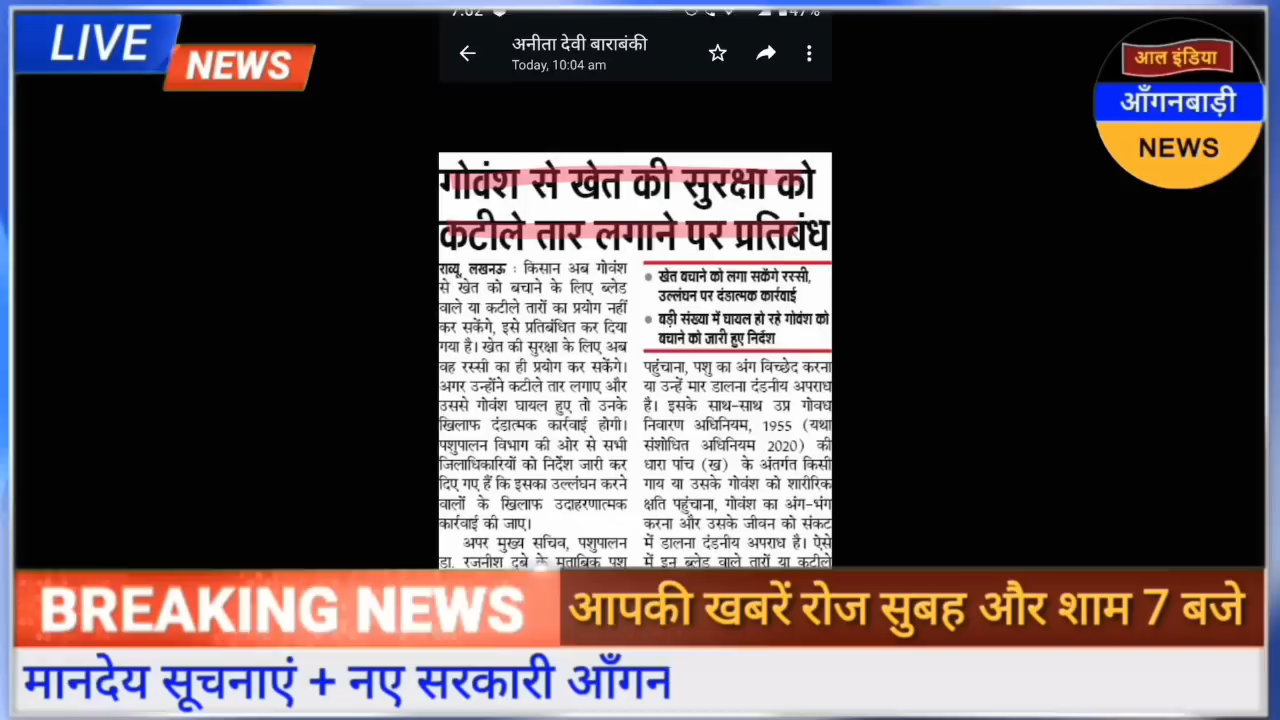 LIVE
NEWS
अनीता देवी बाराबंकी
Today, 10:04 am
आल इंडिया
आँगनबाड़ी
NEWS
गोवंश से खेत की सुरक्षा को
कटीले तार लगाने पर प्रतिबंध
राब्यू, लखनऊ : किसान अब गोवंश
से खेत को बचाने के लिए ब्लेड
वाले या कटीले तारों का प्रयोग नहीं
कर सकेंगे, इसे प्रतिबंधित कर दिया
गया है। खेत की सुरक्षा के लिए अब
वह रस्सी का ही प्रयोग कर सकेंगे।
अगर उन्होंने कटीले तार लगाए और
उससे गोवंश घायल हुए तो उनके
खिलाफ दंडात्मक कार्रवाई होगी।
पशुपालन विभाग की ओर से सभी
जिलाधिकारियों को निर्देश जारी कर
दिए गए हैं कि इसका उल्लंघन करने
वालों के खिलाफ उदाहरणात्मक
कार्रवाई की जाए।
अपर मुख्य सचिव, पशुपालन
डा. रजनीश दुबे के मुताबिक पशु
खेत बचाने को लगा सकेंगे रस्सी,
उल्लंघन पर दंडात्मक कार्रवाई
बड़ी संख्या में घायल हो रहे गोवंश को
बचाने को जारी हुए निर्देश
पहुंचाना, पशु का अंग विच्छेद करना
या उन्हें मार डालना दंडनीय अपराध
है। इसके साथ-साथ उप्र गोवध
निवारण अधिनियम, 1955 (यथा
संशोधित अधिनियम 2020) की
धारा पांच (ख) के अंतर्गत किसी
गाय या उसके गोवंश को शारीरिक
क्षति पहुंचाना, गोवंश का अंग-भंग
करना और उसके जीवन को संकट
में डालना दंडनीय अपराध है। ऐसे
में इन ब्लेड वाले तारों या कटीले
BREAKING NEWS
आपकी खबरें रोज सुबह और शाम 7 बजे
मानदेय सूचनाएं + नए सरकारी आँगन